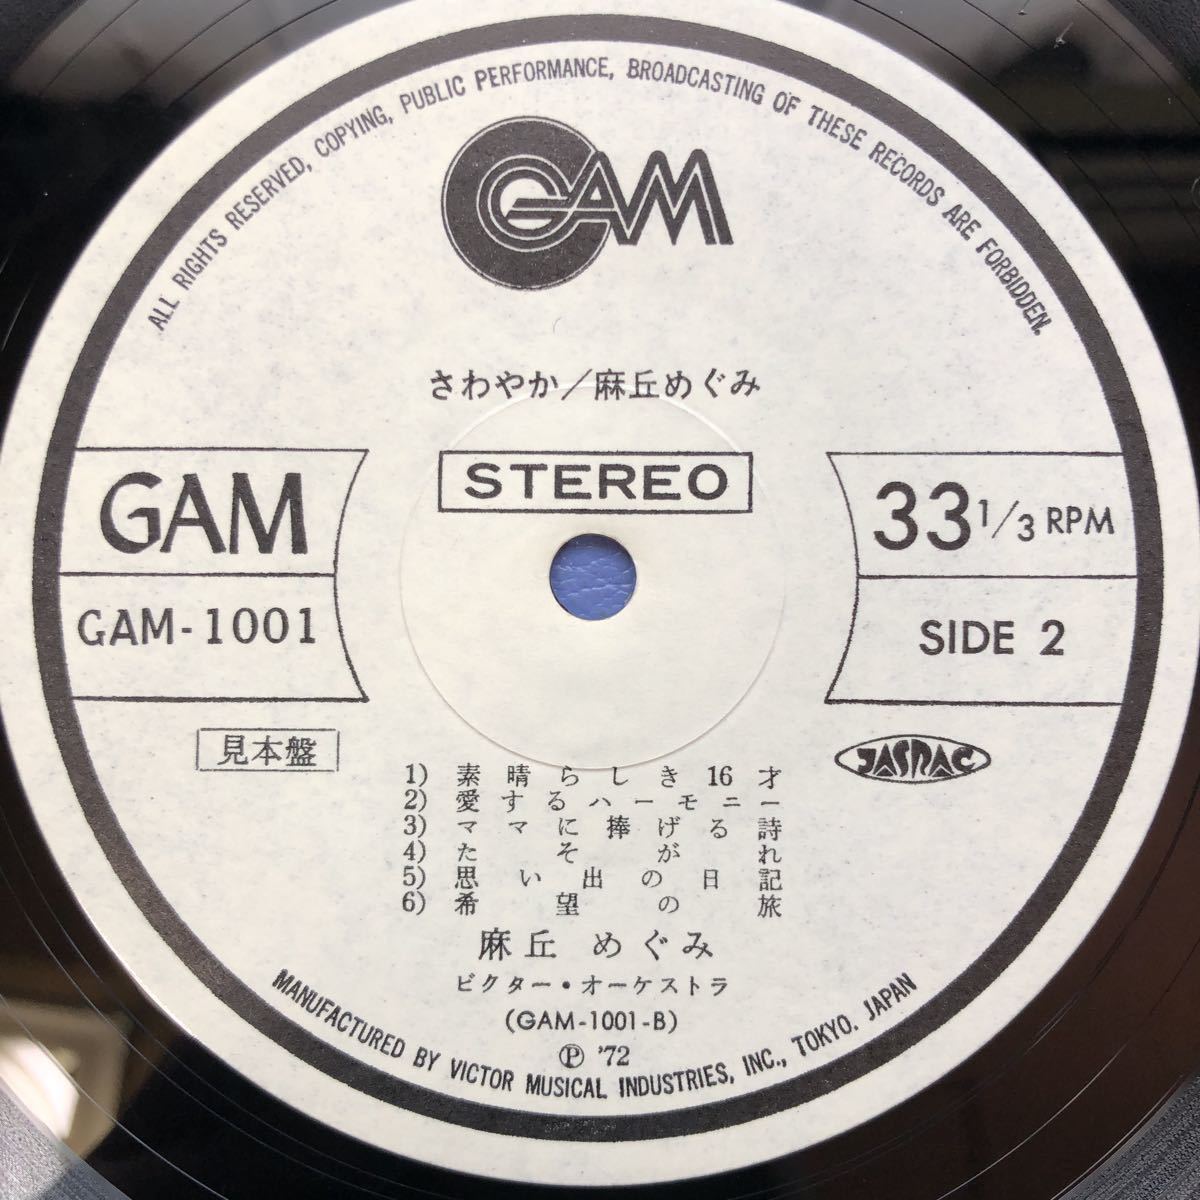 ALL RIGHTS RESERVED, COPYING, PUBLIC PERFORMANCE, BROADCASTING OF THESE RECORDS ARE FORBIDDEN.
GAM
さわやか／麻丘めぐみ
STEREO
GAM
GAM-1001
33 1/3 RPM
SIDE 2
見本盤
JASRAC
1) 素晴らしき16才
2) 愛するハーモニー
3) ママに捧げる詩
4) たそがれ
5) 思い出の日記
6) 希望の旅
麻丘 めぐみ
ビクター・オーケストラ
(GAM-1001-B)
Ⓟ '72
MANUFACTURED BY VICTOR MUSICAL INDUSTRIES, INC., TOKYO. JAPAN